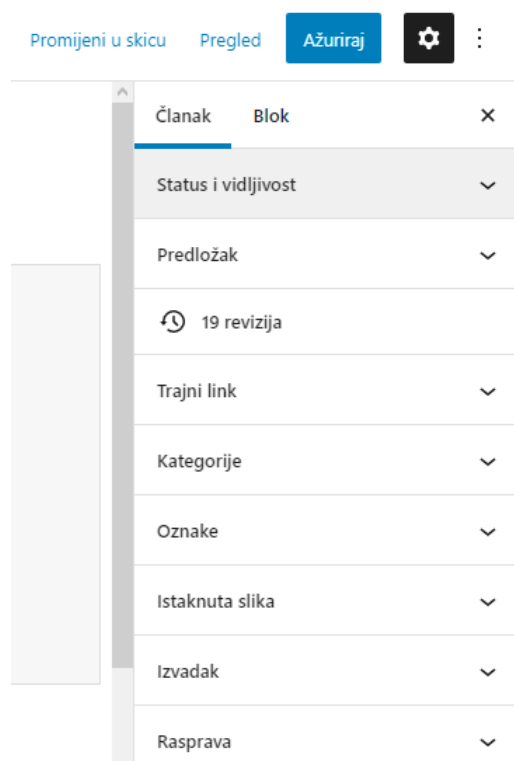 Promijeni u skicu Pregled Ažuriraj
Članak Blok
Status i vidljivost
Predložak
19 revizija
Trajni link
Kategorije
Oznake
Istaknuta slika
Izvadak
Rasprava